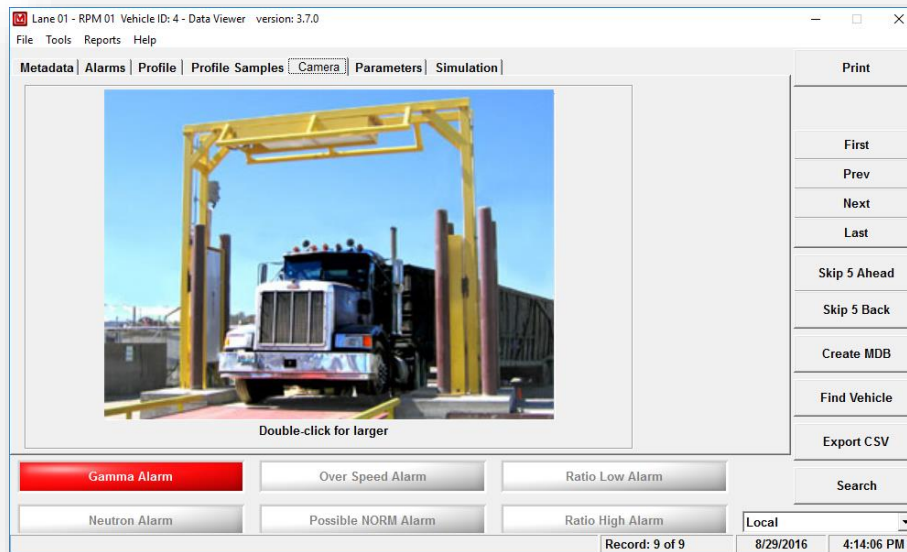 Lane 01 - RPM 01 Vehicle ID: 4 - Data Viewer version: 3.7.0
File Tools Reports Help
Metadata Alarms Profile Profile Samples Camera Parameters Simulation
Print
First
Prev
Next
Last
Skip 5 Ahead
Skip 5 Back
Create MDB
Find Vehicle
Export CSV
Search
Double-click for larger
Gamma Alarm Over Speed Alarm Ratio Low Alarm
Neutron Alarm Possible NORM Alarm Ratio High Alarm
Local
Record: 9 of 9 8/29/2016 4:14:06 PM